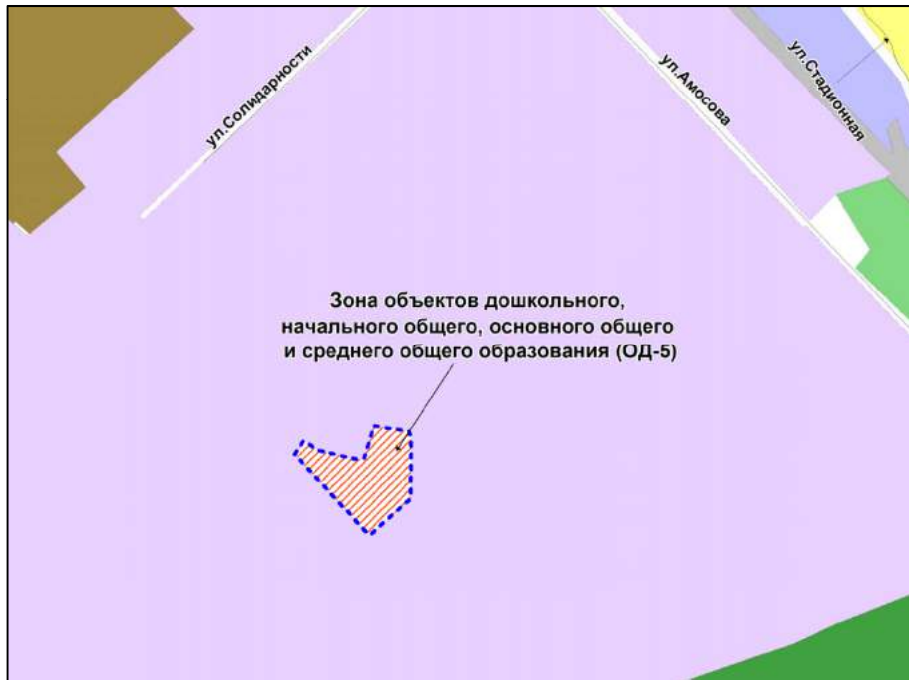 ул.Солидарности
ул.Амосова
ул.Стадионная
Зона объектов дошкольного,
начального общего, основного общего
и среднего общего образования (ОД-5)